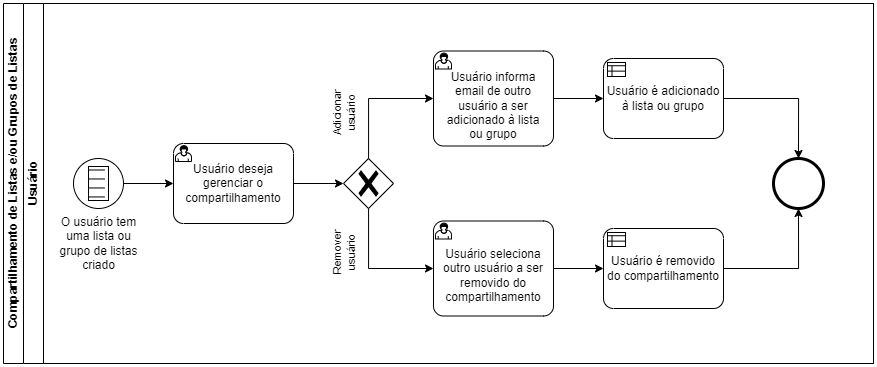 Compartilhamento de Listas e/ou Grupos de Listas
Usuário
O usuário tem
uma lista ou
grupo de listas
criado
Usuário deseja
gerenciar o
compartilhamento
Adicionar
usuário
Usuário informa
email de outro
usuário a ser
adicionado à lista
ou grupo
Usuário é adicionado
à lista ou grupo
Remover
usuário
Usuário seleciona
outro usuário a ser
removido do
compartilhamento
Usuário é removido
do compartilhamento